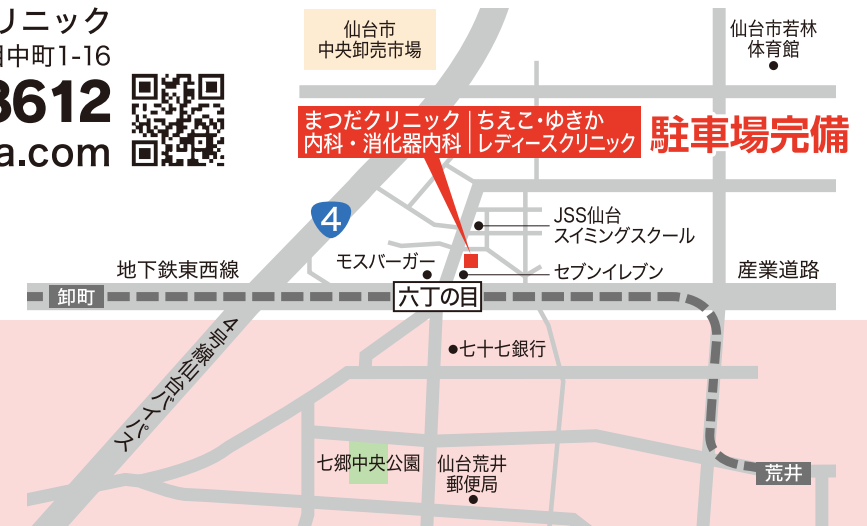 リニック
中町1-16
3612
a.com
仙台市
中央卸売市場
仙台市若林
体育館
まつだクリニック
内科・消化器内科
ちえこ・ゆきか
レディースクリニック
駐車場完備
4
JSS仙台
スイミングスクール
モスバーガー
セブンイレブン
地下鉄東西線
産業道路
卸町
六丁の目
4号線仙台バイパス
七十七銀行
七郷中央公園
仙台荒井
郵便局
荒井